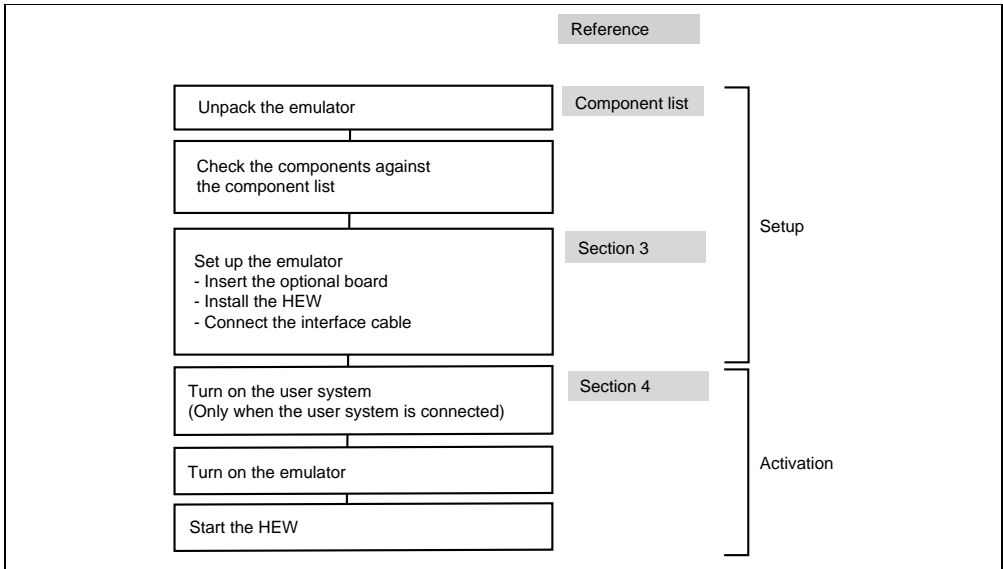 Reference
Unpack the emulator
Component list
Check the components against
the component list
Setup
Set up the emulator
- Insert the optional board
- Install the HEW
- Connect the interface cable
Section 3
Turn on the user system
(Only when the user system is connected)
Section 4
Turn on the emulator
Activation
Start the HEW